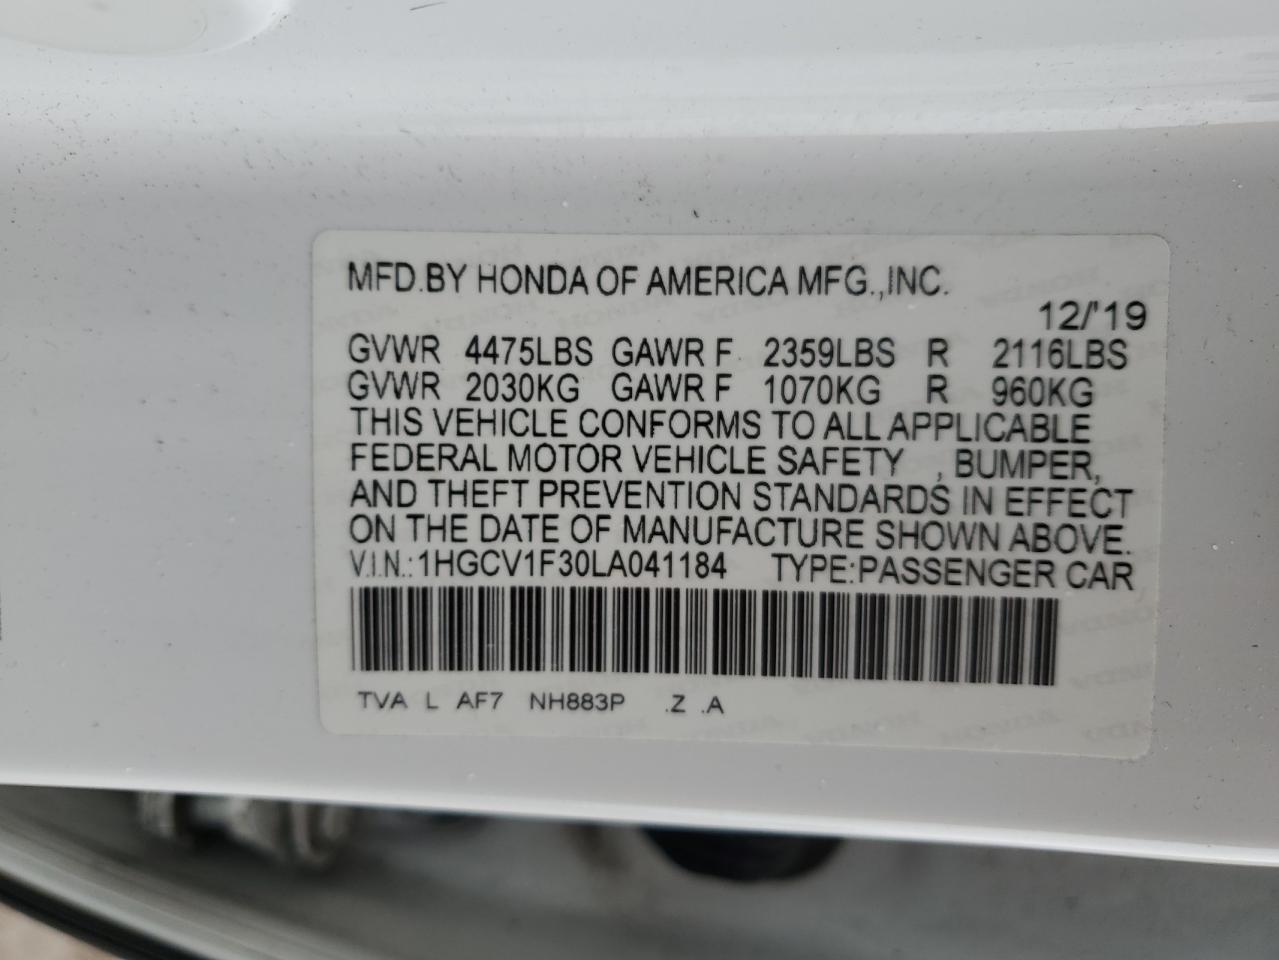 MFD.BY HONDA OF AMERICA MFG.,INC.
12/'19
GVWR 4475LBS GAWR F 2359LBS R 2116LBS
GVWR 2030KG GAWR F 1070KG R 960KG
THIS VEHICLE CONFORMS TO ALL APPLICABLE
FEDERAL MOTOR VEHICLE SAFETY , BUMPER,
AND THEFT PREVENTION STANDARDS IN EFFECT
ON THE DATE OF MANUFACTURE SHOWN ABOVE.
V.I.N.:1HGCV1F30LA041184 TYPE:PASSENGER CAR
TVA L AF7 NH883P .Z .A